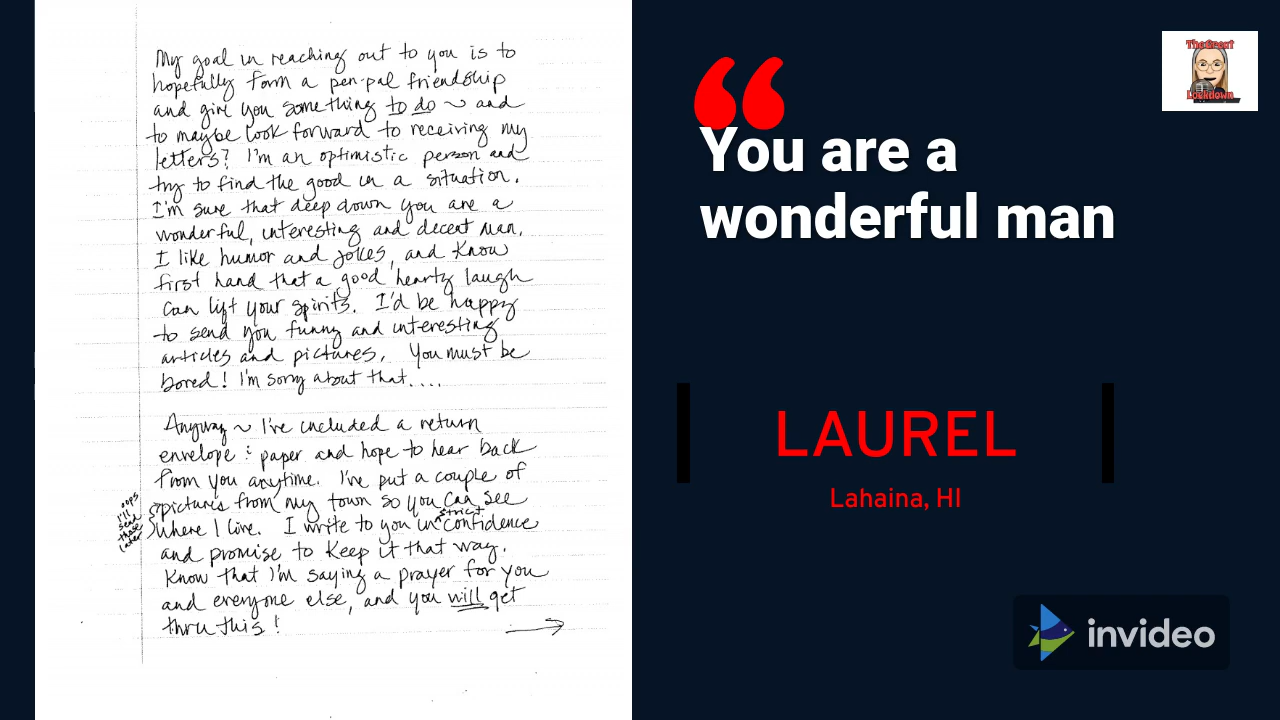 My goal in reaching out to you is to
hopefully form a pen-pal friendship
and give you something to do ~ and
to maybe look forward to receiving my
letters? I'm an optimistic person and
try to find the good in a situation.
I'm sure that deep down you are a
wonderful, interesting and decent man.
I like humor and jokes, and know
first hand that a good hearty laugh
can lift your spirits. I'd be happy
to send you funny and interesting
articles and pictures. You must be
bored! I'm sorry about that....
Anyway ~ I've included a return
envelope & paper and hope to hear back
from you anytime. I've put a couple of
pictures from my town so you can see
where I live. I write to you in strict confidence
oops
I'll
send
those
later
and promise to keep it that way.
Know that I'm saying a prayer for you
and everyone else, and you will get
thru this!
“
You are a
wonderful man
LAUREL
Lahaina, HI
The Great
Lockdown
invideo